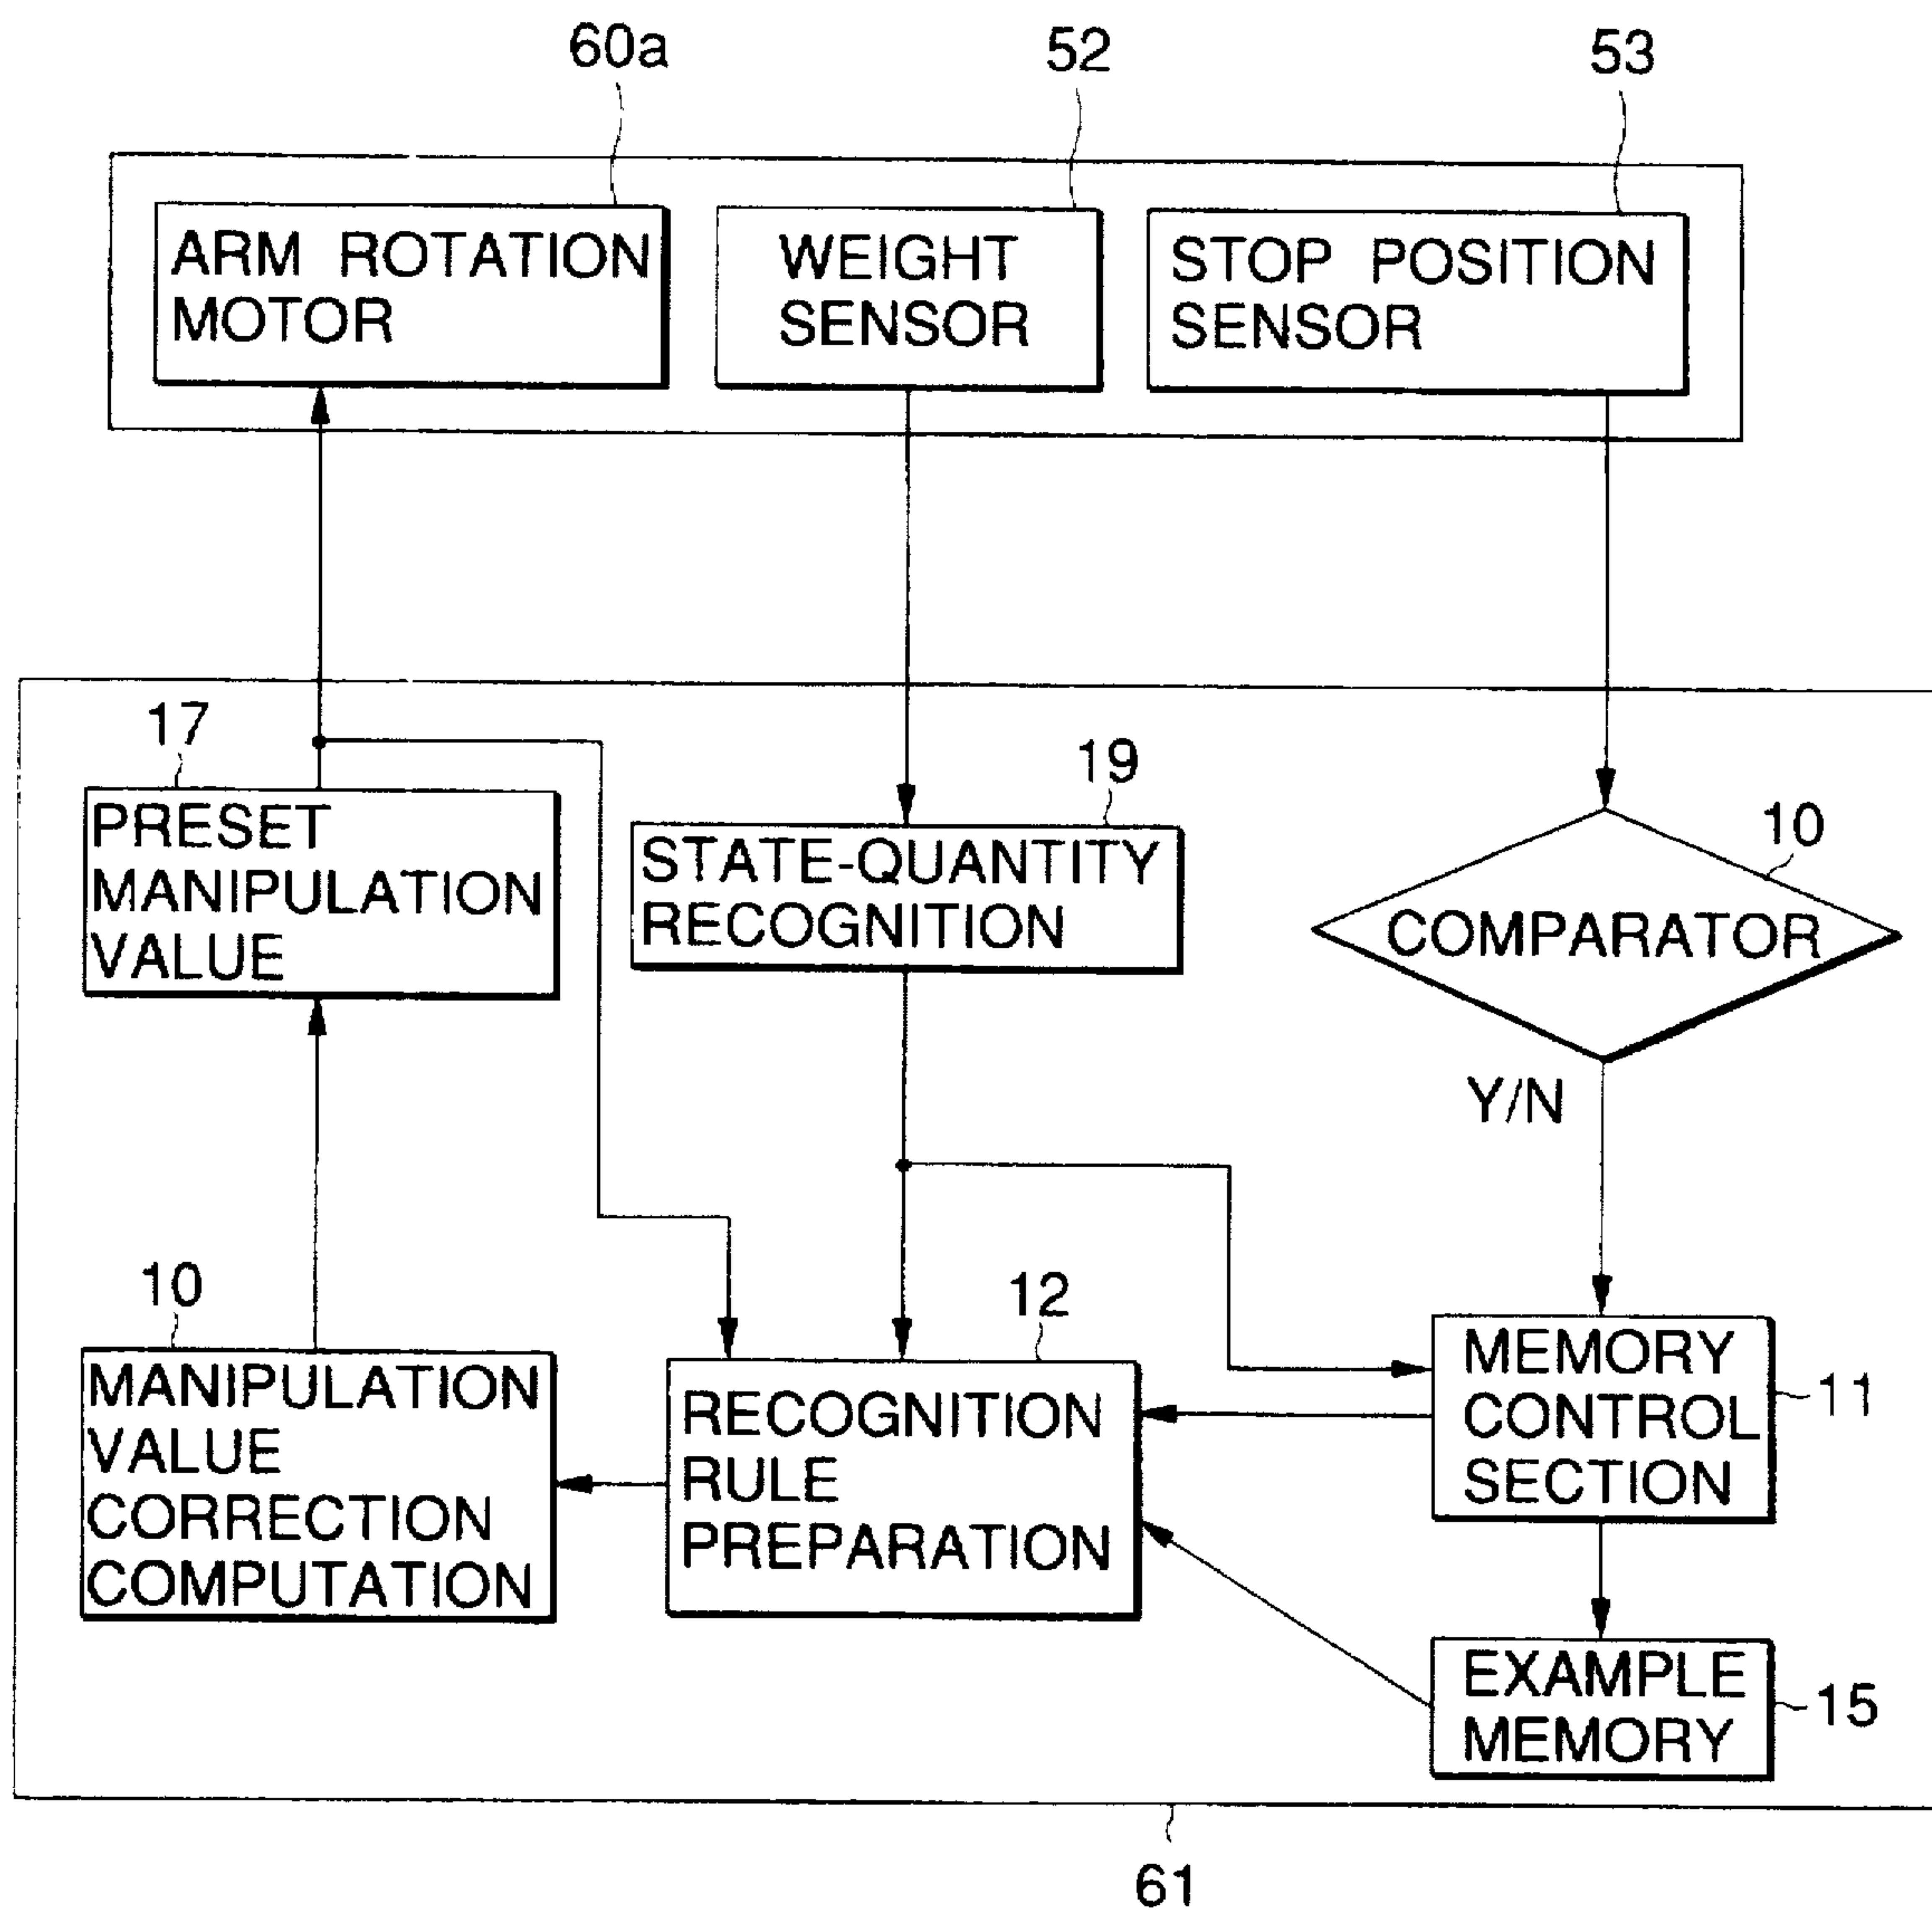 60a
52
53
ARM ROTATION
MOTOR
WEIGHT
SENSOR
STOP POSITION
SENSOR
17
PRESET
MANIPULATION
VALUE
19
STATE-QUANTITY
RECOGNITION
10
COMPARATOR
Y/N
10
MANIPULATION
VALUE
CORRECTION
COMPUTATION
12
RECOGNITION
RULE
PREPARATION
MEMORY
CONTROL
SECTION
11
EXAMPLE
MEMORY
15
61